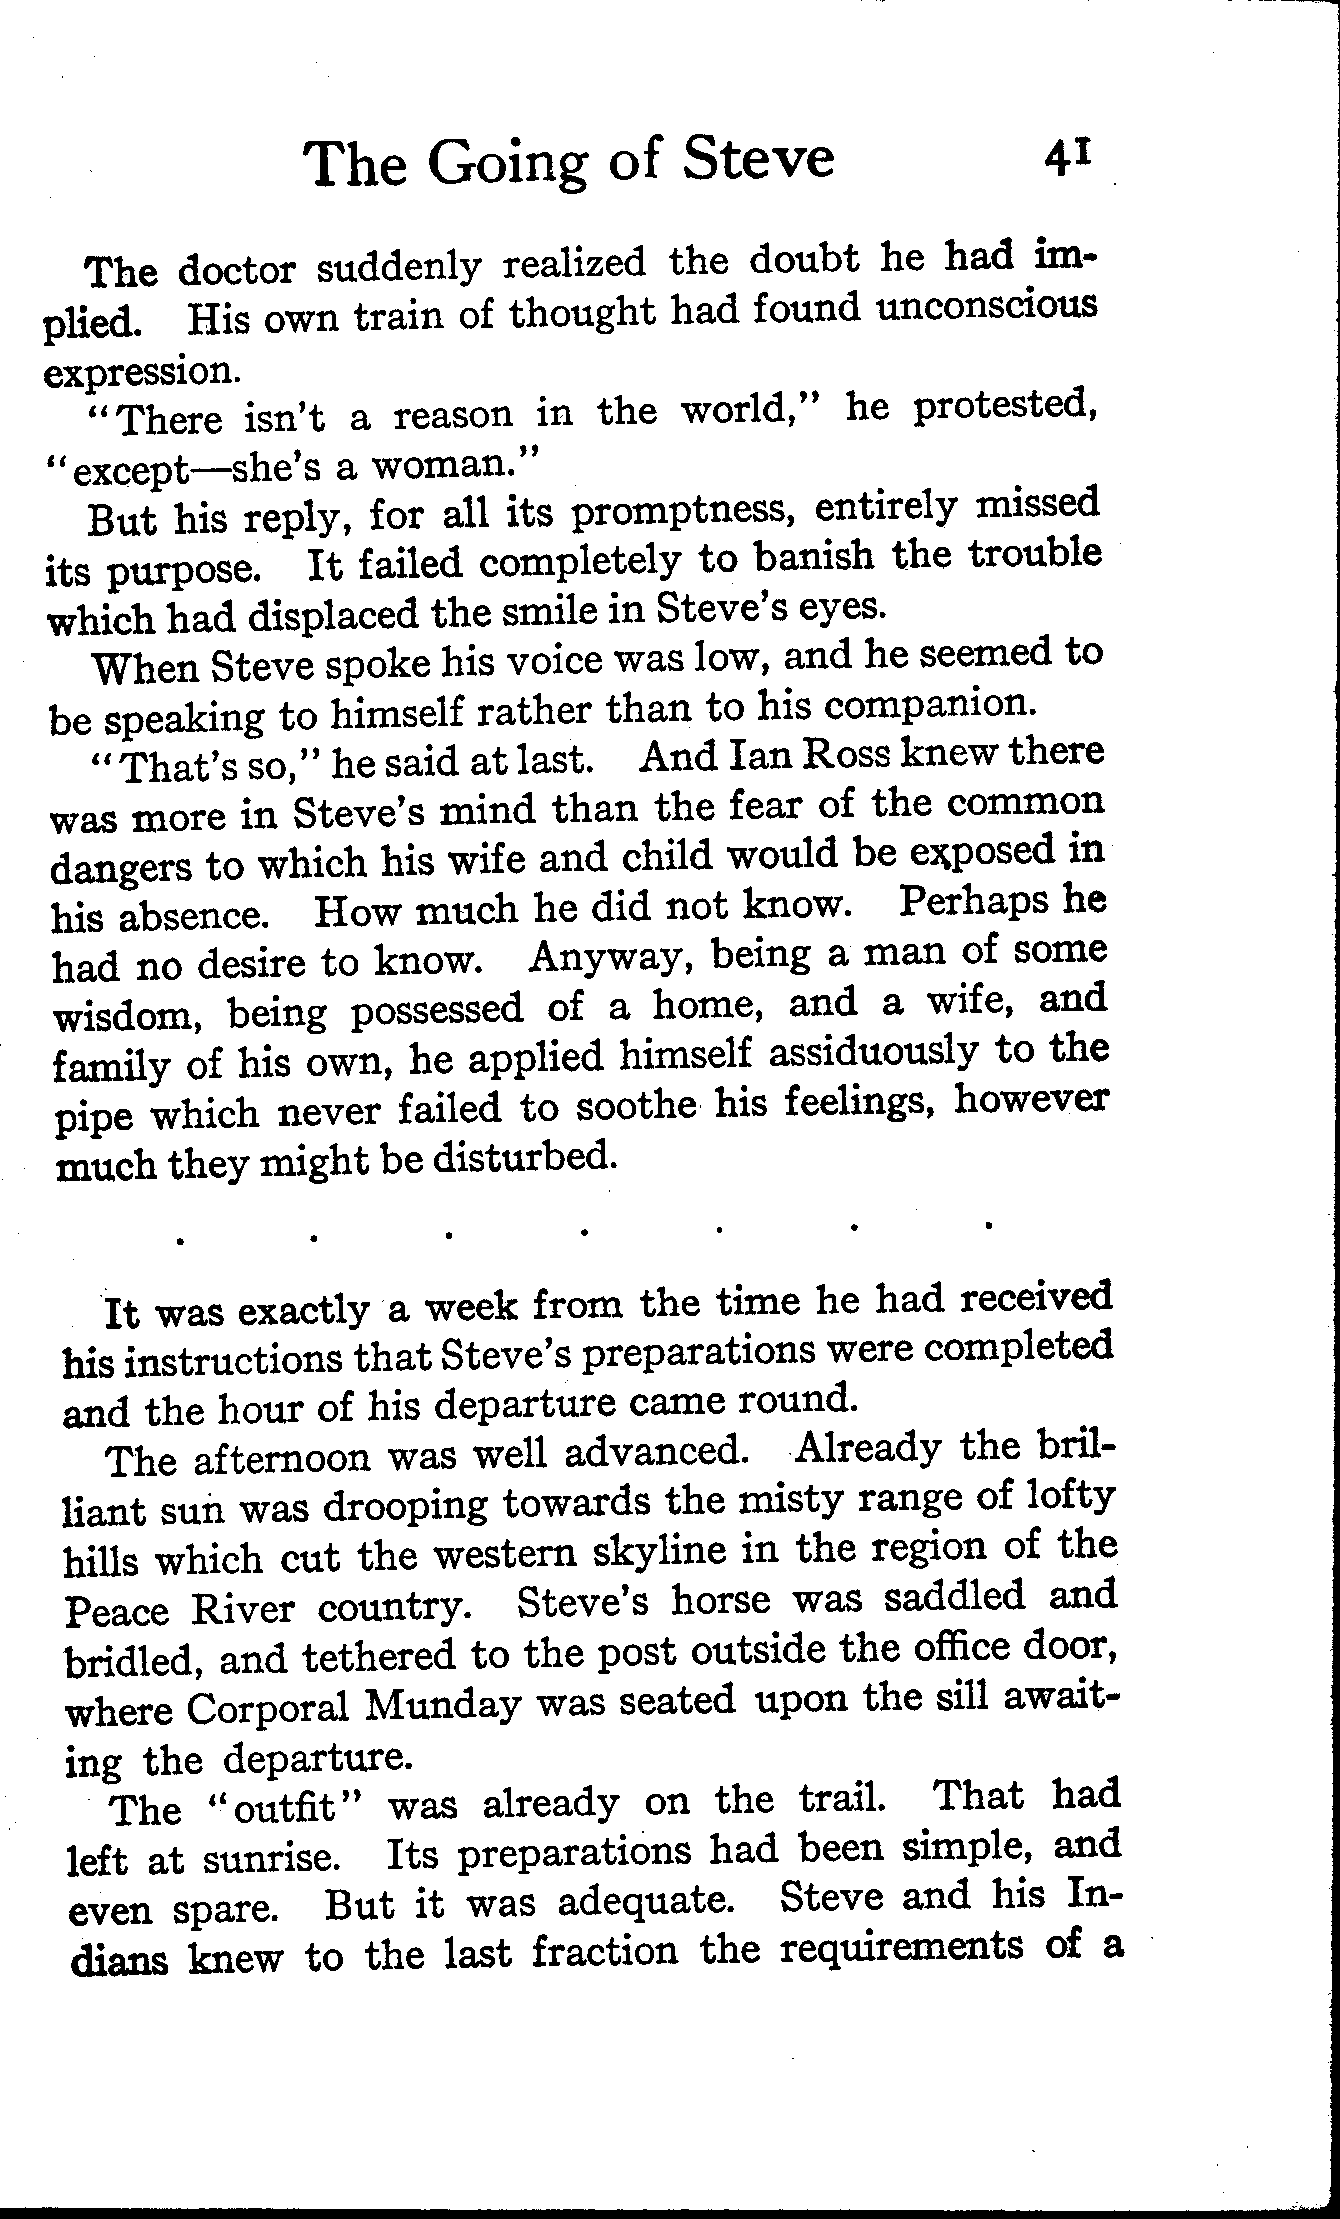 The Going of Steve 41
The doctor suddenly realized the doubt he had im-
plied. His own train of thought had found unconscious
expression.
"There isn't a reason in the world," he protested,
"except—she's a woman."
But his reply, for all its promptness, entirely missed
its purpose. It failed completely to banish the trouble
which had displaced the smile in Steve's eyes.
When Steve spoke his voice was low, and he seemed to
be speaking to himself rather than to his companion.
"That's so," he said at last. And Ian Ross knew there
was more in Steve's mind than the fear of the common
dangers to which his wife and child would be exposed in
his absence. How much he did not know. Perhaps he
had no desire to know. Anyway, being a man of some
wisdom, being possessed of a home, and a wife, and
family of his own, he applied himself assiduously to the
pipe which never failed to soothe his feelings, however
much they might be disturbed.
. . . . . . .
It was exactly a week from the time he had received
his instructions that Steve's preparations were completed
and the hour of his departure came round.
The afternoon was well advanced. Already the bril-
liant sun was drooping towards the misty range of lofty
hills which cut the western skyline in the region of the
Peace River country. Steve's horse was saddled and
bridled, and tethered to the post outside the office door,
where Corporal Munday was seated upon the sill await-
ing the departure.
The "outfit" was already on the trail. That had
left at sunrise. Its preparations had been simple, and
even spare. But it was adequate. Steve and his In-
dians knew to the last fraction the requirements of a